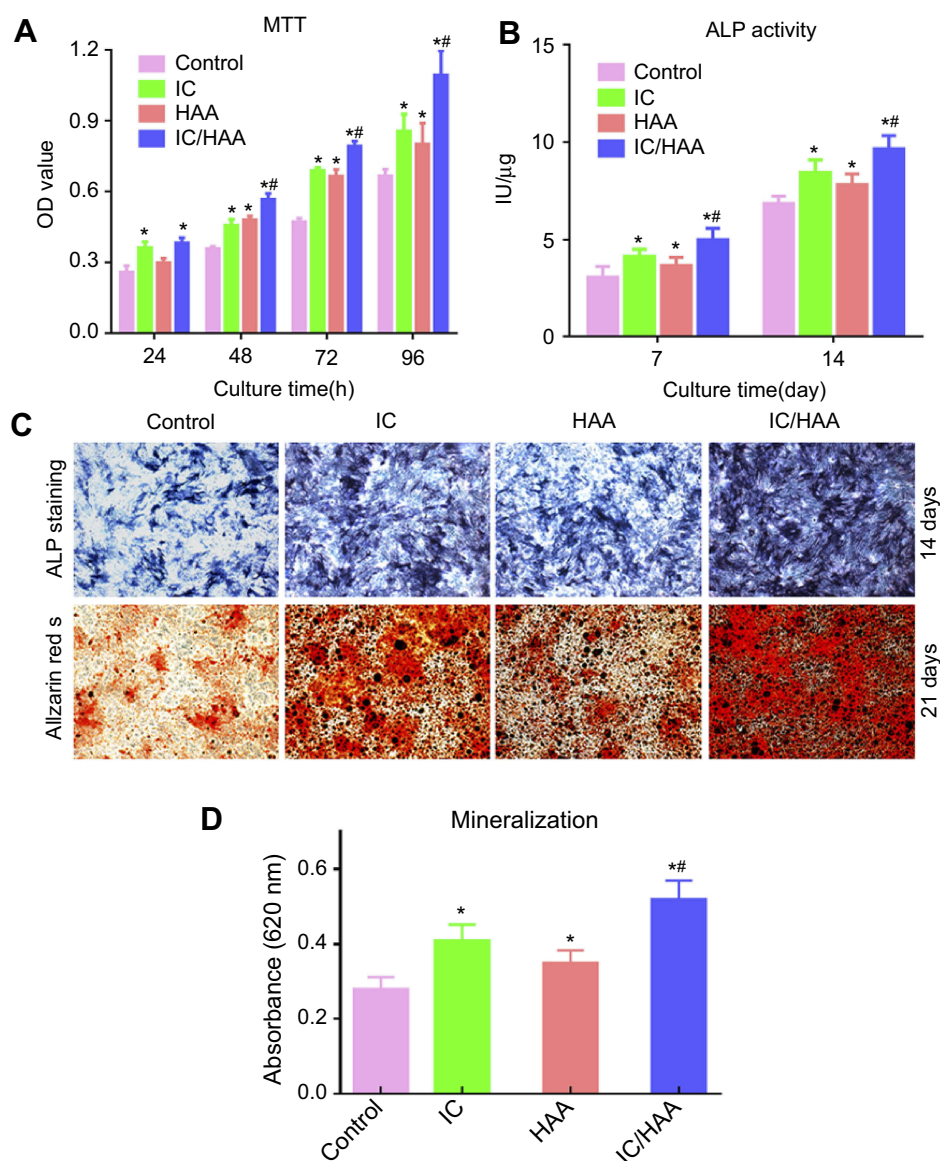 A
MTT
OD value
1.2
0.9
0.6
0.3
0.0
Control
IC
HAA
IC/HAA
*
*
*
*
*#
*
*
*#
*
*
*#
24
48
72
96
Culture time(h)
B
ALP activity
IU/μg
15
10
5
0
Control
IC
HAA
IC/HAA
*
*
*#
*
*
*#
7
14
Culture time(day)
C
Control
IC
HAA
IC/HAA
ALP staining
14 days
Alizarin red s
21 days
D
Mineralization
Absorbance (620 nm)
0.6
0.4
0.2
0.0
*
*
*#
Control
IC
HAA
IC/HAA